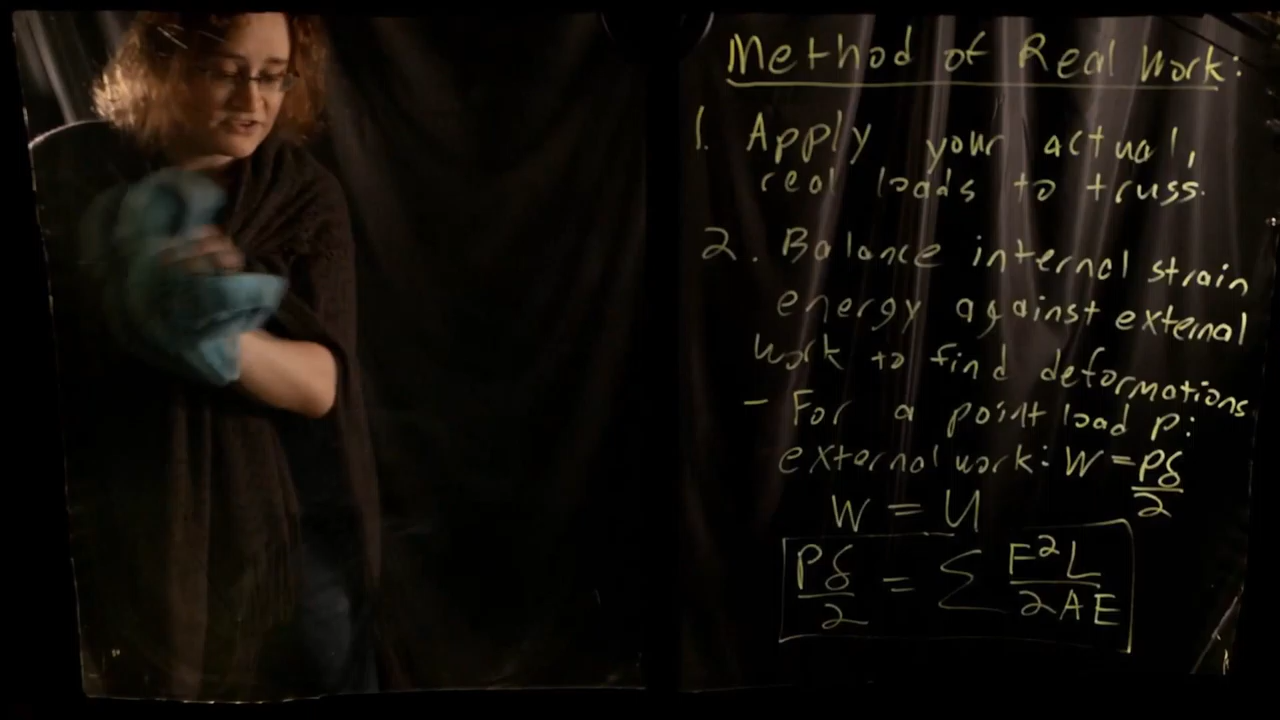 Method of Real Work:
1. Apply your actual,
real loads to truss.
2. Balance internal strain
energy against external
work to find deformations
- For a point load P:
external work: W = Pδ/2
W = U
Pδ/2 = Σ F²L/2AE